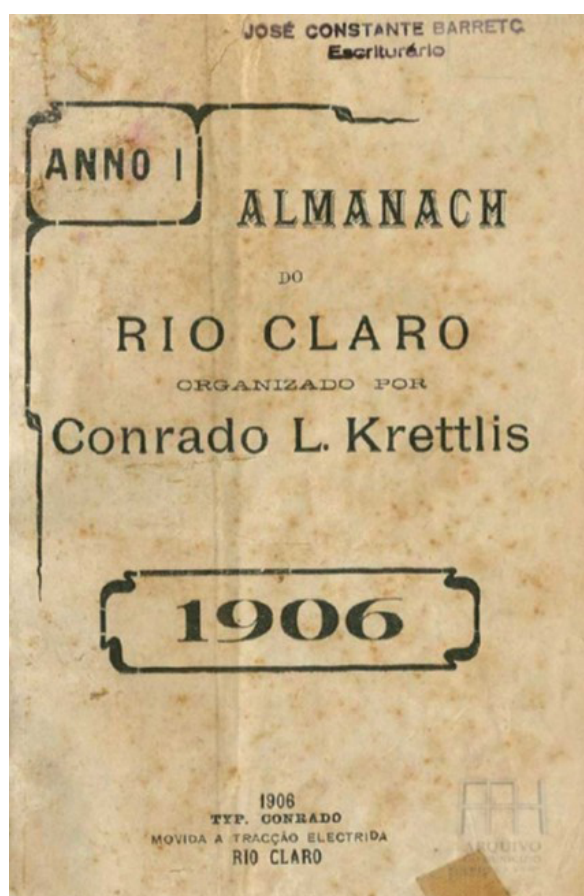 JOSÉ CONSTANTE BARRETO
Escriturário
ANNO I
ALMANACH
DO
RIO CLARO
ORGANIZADO POR
Conrado L. Krettlis
1906
1906
TYP. CONRADO
MOVIDA A TRACÇÃO ELECTRIDA
RIO CLARO
ARQUIVO